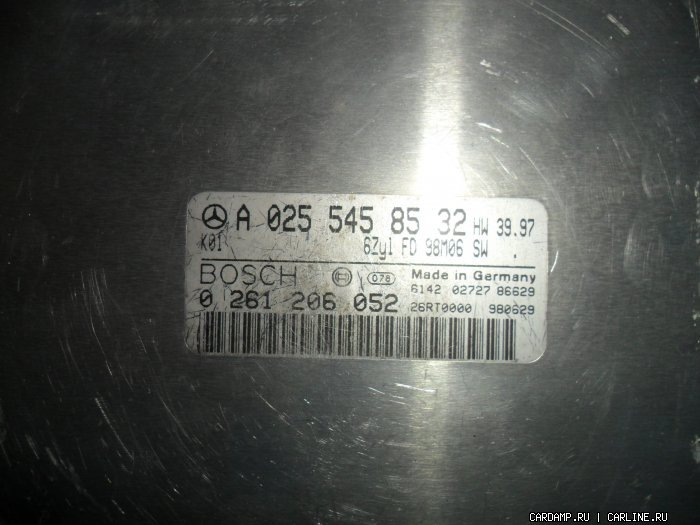 A 025 545 85 32 HW 39.97
K01 6Zyl FD 98M06 SW .
BOSCH 078 Made in Germany
6142 02727 86629
0 261 206 052 26RT0000 980629
CARDAMP.RU | CARLINE.RU